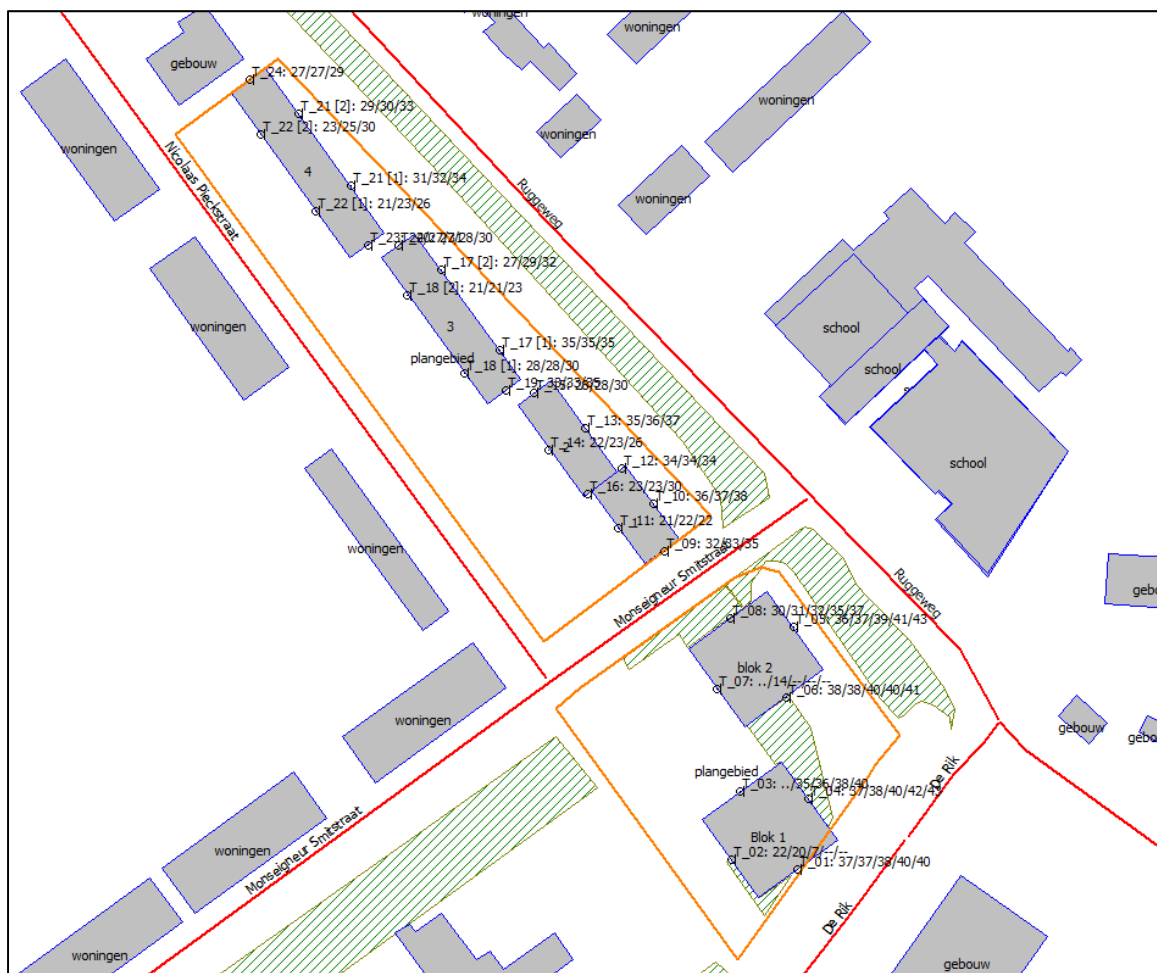 woningen
woningen
gebouw
T_24: 27/27/29
woningen
T_21 [2]: 29/30/33
T_22 [2]: 23/25/30
woningen
Nicolaas Pieckstraat
4
T_21 [1]: 31/32/34
Ruggeweg
woningen
T_22 [1]: 21/23/26
T_17 [2]: 27/29/32
T_18 [2]: 21/21/23
woningen
3
school
plangebied
T_17 [1]: 35/35/35
T_18 [1]: 28/28/30
school
T_13: 35/36/37
T_14: 22/23/26
2
T_12: 34/34/34
school
T_16: 23/23/30
T_10: 36/37/38
T_11: 21/22/22
woningen
T_09: 32/33/35
Monseigneur Smitstraat
Ruggeweg
gebo
T_08: 30/31/32/35/37
T_05: 36/37/39/41/43
blok 2
T_07: ../14/--/--/--
T_06: 38/38/40/40/41
woningen
gebouw
gebo
plangebied
De Rik
T_03: ../35/36/38/40
T_04: 37/38/40/42/43
Blok 1
woningen
T_02: 22/20/7/--/--
T_01: 37/37/38/40/40
Monseigneur Smitstraat
De Rik
woningen
gebouw